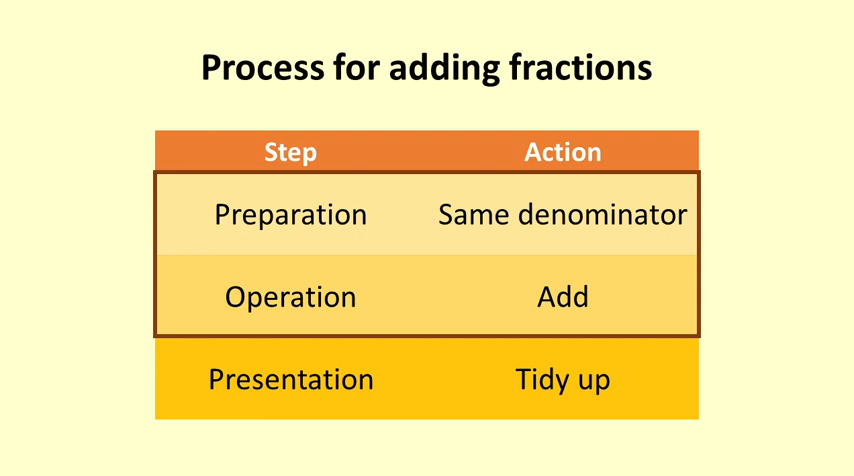 Process for adding fractions
Step Action
Preparation Same denominator
Operation Add
Presentation Tidy up